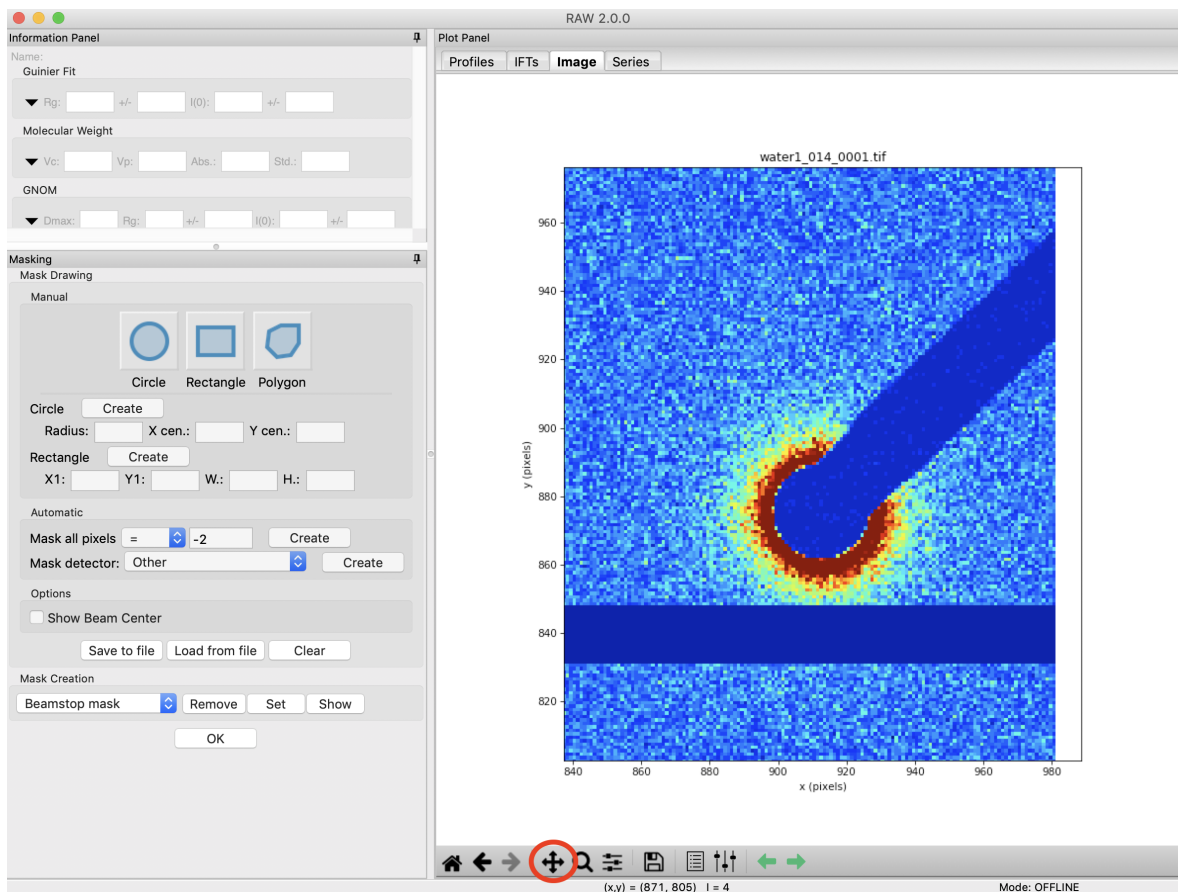 RAW 2.0.0
Information Panel
Name:
Guinier Fit
Rg: +/- I(0): +/-
Molecular Weight
Vc: Vp: Abs.: Std.:
GNOM
Dmax: Rg: +/- I(0): +/-
Masking
Mask Drawing
Manual
Circle Rectangle Polygon
Circle Create
Radius: X cen.: Y cen.:
Rectangle Create
X1: Y1: W.: H.:
Automatic
Mask all pixels = -2 Create
Mask detector: Other Create
Options
Show Beam Center
Save to file Load from file Clear
Mask Creation
Beamstop mask Remove Set Show
OK
Plot Panel
Profiles IFTs Image Series
water1_014_0001.tif
y (pixels)
960
940
920
900
880
860
840
820
840 860 880 900 920 940 960 980
x (pixels)
(x,y) = (871, 805) I = 4 Mode: OFFLINE